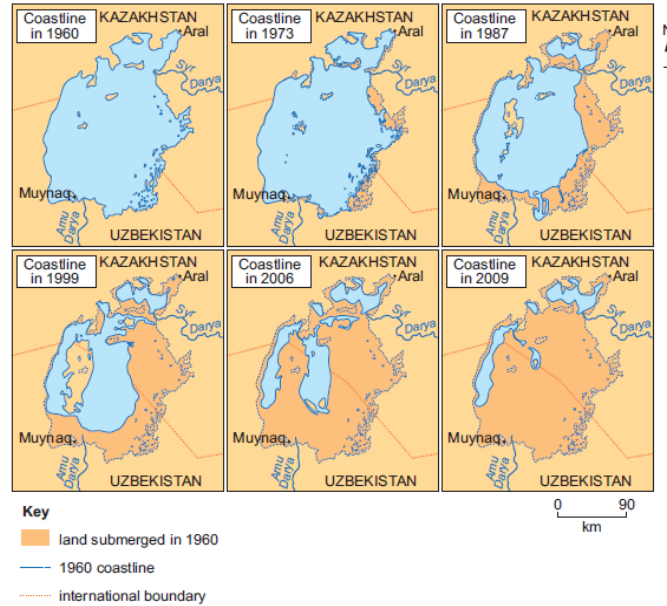 Coastline
in 1960
KAZAKHSTAN
Aral
Syr
Darya
Muynaq
Amu
Darya
UZBEKISTAN
Coastline
in 1973
KAZAKHSTAN
Aral
Syr
Darya
Muynaq
Amu
Darya
UZBEKISTAN
Coastline
in 1987
KAZAKHSTAN
Aral
Syr
Darya
Muynaq
Amu
Darya
UZBEKISTAN
N
Coastline
in 1999
KAZAKHSTAN
Aral
Syr
Darya
Muynaq
Amu
Darya
UZBEKISTAN
Coastline
in 2006
KAZAKHSTAN
Aral
Syr
Darya
Muynaq
Amu
Darya
UZBEKISTAN
Coastline
in 2009
KAZAKHSTAN
Aral
Syr
Darya
Muynaq
Amu
Darya
UZBEKISTAN
Key
land submerged in 1960
1960 coastline
international boundary
0 90
km